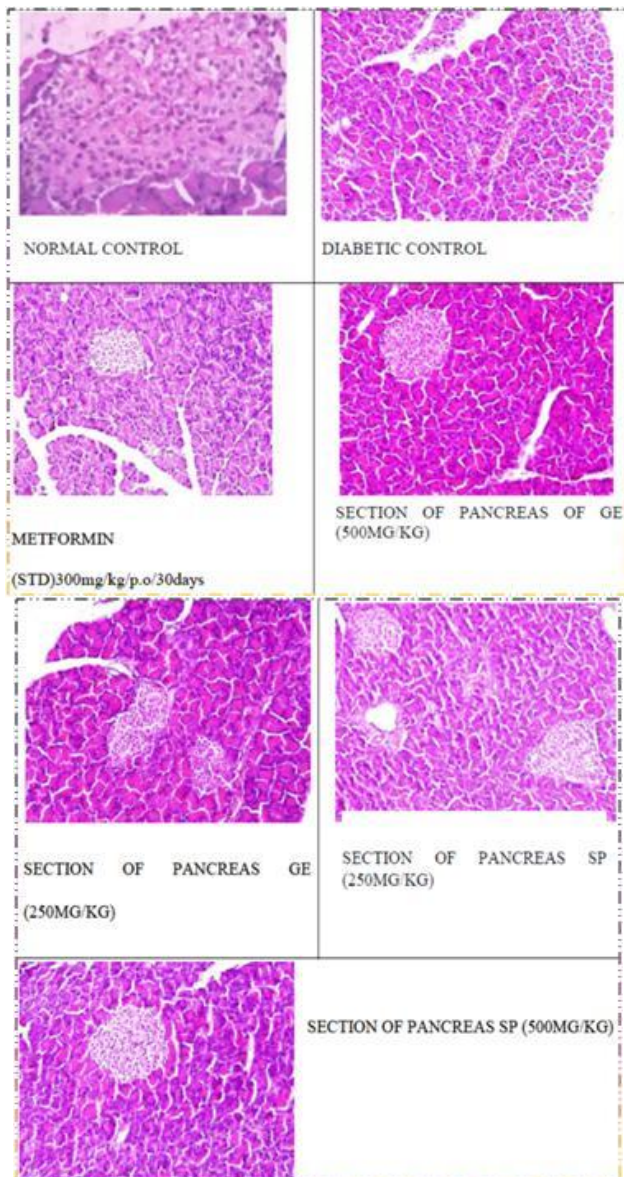 NORMAL CONTROL
DIABETIC CONTROL
METFORMIN
(STD)300mg/kg/p.o/30days
SECTION OF PANCREAS OF GE
(500MG/KG)
SECTION OF PANCREAS GE
(250MG/KG)
SECTION OF PANCREAS SP
(250MG/KG)
SECTION OF PANCREAS SP (500MG/KG)